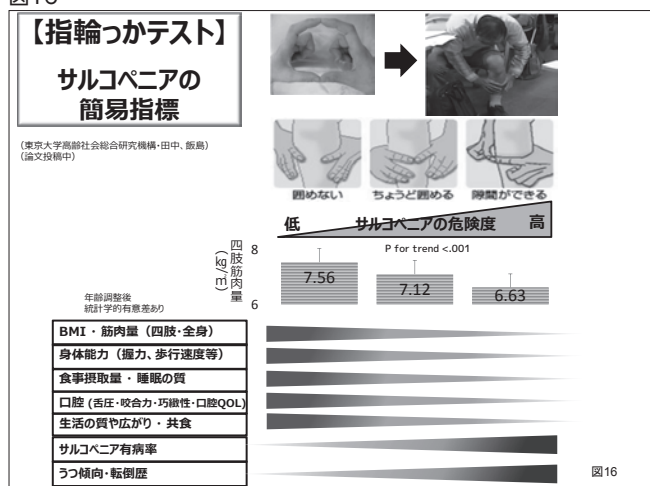 図16
【指輪っかテスト】
サルコペニアの
簡易指標
(東京大学高齢社会総合研究機構・田中、飯島)
(論文投稿中)
囲めない
ちょうど囲める
隙間ができる
低
サルコペニアの危険度
高
P for trend <.001
四肢筋肉量
(kg/㎡)
8
6
7.56
7.12
6.63
年齢調整後
統計学的有意差あり
BMI・筋肉量（四肢・全身）
身体能力（握力、歩行速度等）
食事摂取量・睡眠の質
口腔 (舌圧・咬合力・巧緻性・口腔QOL)
生活の質や広がり・共食
サルコペニア有病率
うつ傾向・転倒歴
図16